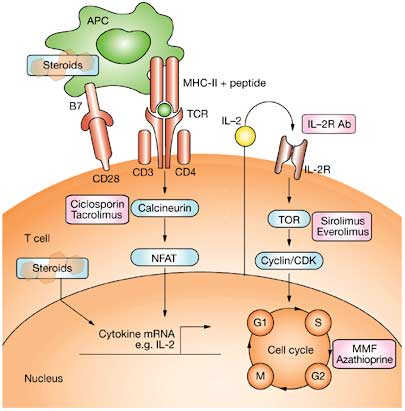 APC
Steroids
B7
MHC-II + peptide
TCR
IL-2
IL-2R Ab
CD3
CD4
CD28
IL-2R
Ciclosporin
Tacrolimus
Calcineurin
TOR
Sirolimus
Everolimus
T cell
NFAT
Cyclin/CDK
Steroids
Cytokine mRNA
e.g. IL-2
G1
S
Cell cycle
MMF
Azathioprine
M
G2
Nucleus